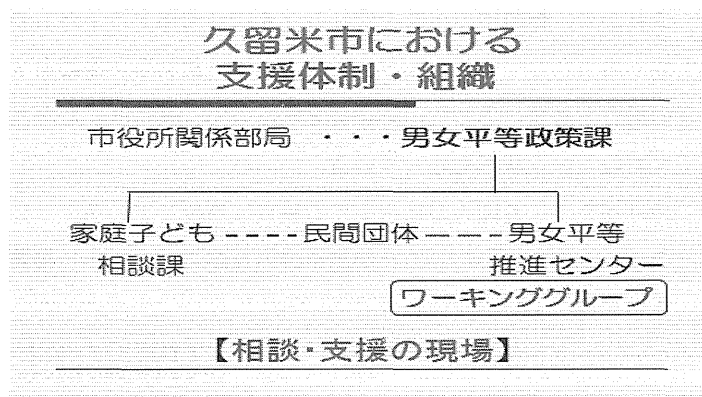 久留米市における
支援体制・組織
市役所関係部局 ・・・男女平等政策課
家庭子ども ---- 民間団体 --- 男女平等
相談課 推進センター
ワーキンググループ
【相談・支援の現場】